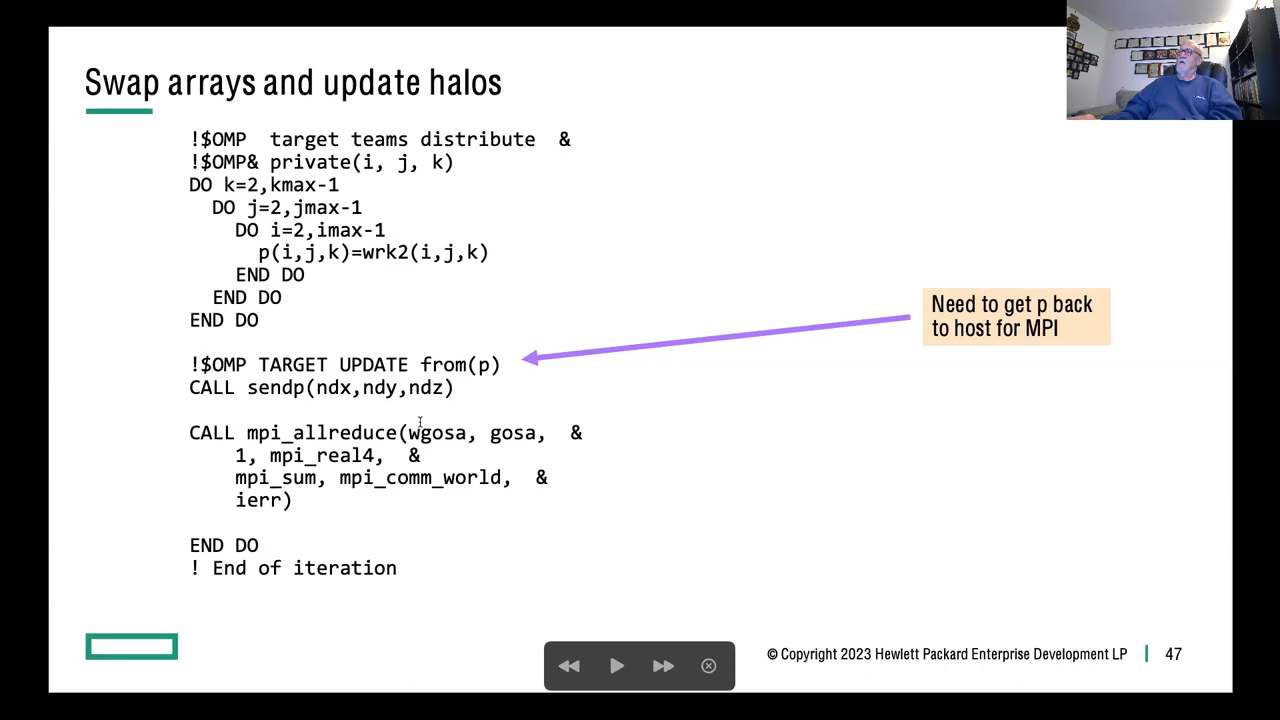 Swap arrays and update halos
!$OMP  target teams distribute  &
!$OMP& private(i, j, k)
DO k=2,kmax-1
  DO j=2,jmax-1
    DO i=2,imax-1
      p(i,j,k)=wrk2(i,j,k)
    END DO
  END DO
END DO
Need to get p back
to host for MPI
!$OMP TARGET UPDATE from(p)
CALL sendp(ndx,ndy,ndz)
CALL mpi_allreduce(wgosa, gosa,  &
    1, mpi_real4,  &
    mpi_sum, mpi_comm_world,  &
    ierr)
END DO
! End of iteration
© Copyright 2023 Hewlett Packard Enterprise Development LP | 47